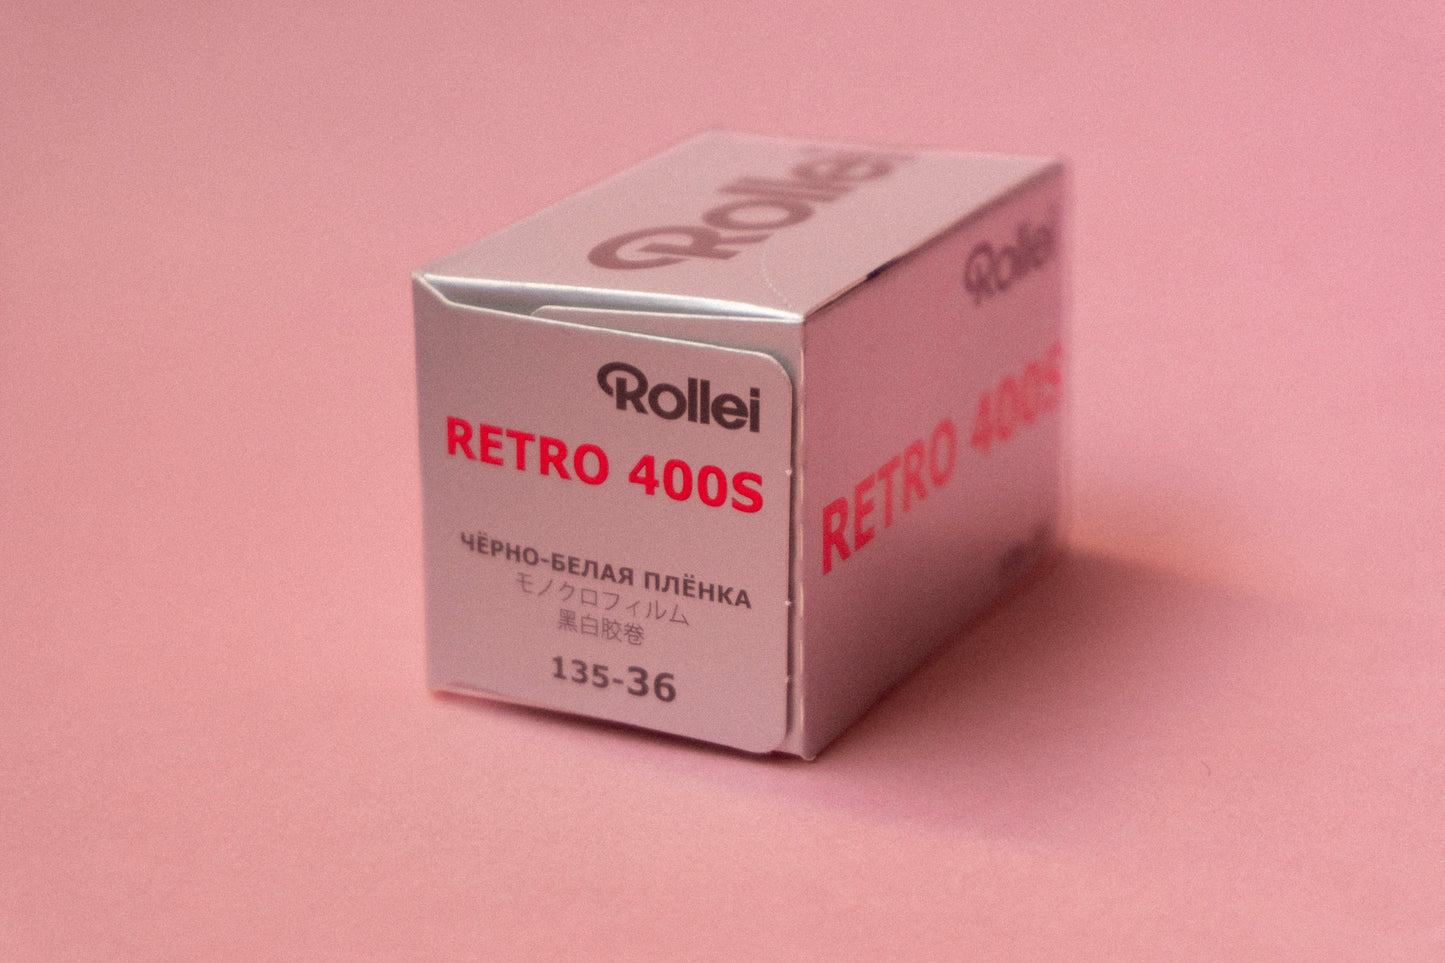 Rollei
Rollei
RETRO 400S
ЧЁРНО-БЕЛАЯ ПЛЁНКА
モノクロフィルム
黑白胶卷
135-36
Rollei
RETRO 400S